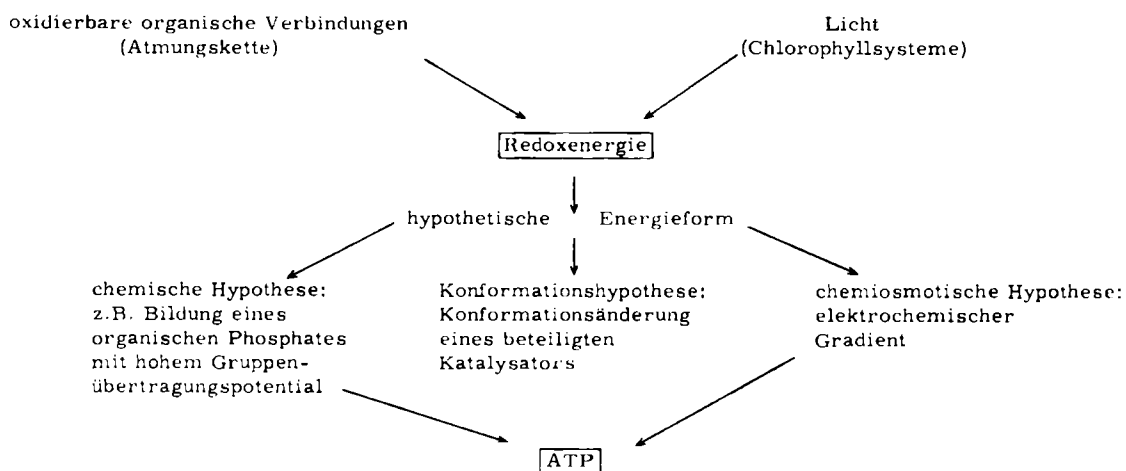 oxidierbare organische Verbindungen
(Atmungskette)
Licht
(Chlorophyllsysteme)
Redoxenergie
hypothetische Energieform
chemische Hypothese:
z.B. Bildung eines
organischen Phosphates
mit hohem Gruppen-
übertragungspotential
Konformationshypothese:
Konformationsänderung
eines beteiligten
Katalysators
chemiosmotische Hypothese:
elektrochemischer
Gradient
ATP